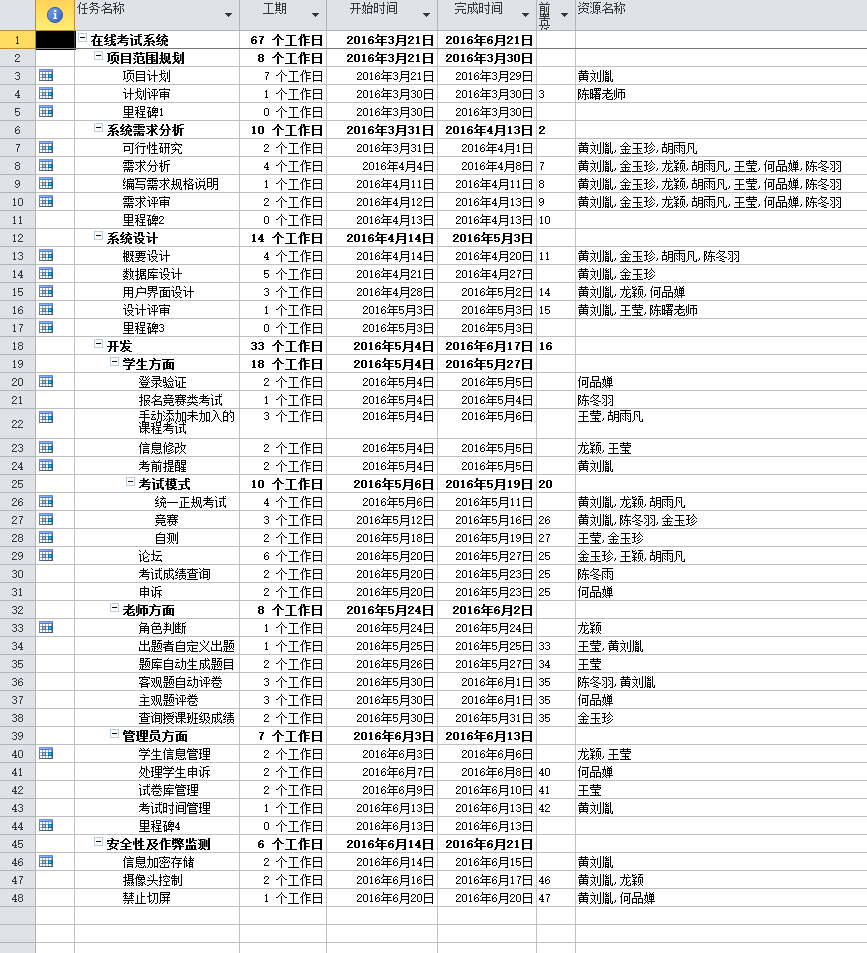 任务名称 工期 开始时间 完成时间 前置 资源名称
1 在线考试系统 67 个工作日 2016年3月21日 2016年6月21日
2 项目范围规划 8 个工作日 2016年3月21日 2016年3月30日
3 项目计划 7 个工作日 2016年3月21日 2016年3月29日 黄刘胤
4 计划评审 1 个工作日 2016年3月30日 2016年3月30日 3 陈曙老师
5 里程碑1 0 个工作日 2016年3月30日 2016年3月30日
6 系统需求分析 10 个工作日 2016年3月31日 2016年4月13日 2
7 可行性研究 2 个工作日 2016年3月31日 2016年4月1日 黄刘胤, 金玉珍, 胡雨凡
8 需求分析 4 个工作日 2016年4月4日 2016年4月8日 7 黄刘胤, 金玉珍, 龙颖, 胡雨凡, 王莹, 何品婵, 陈冬羽
9 编写需求规格说明 1 个工作日 2016年4月11日 2016年4月11日 8 黄刘胤, 金玉珍, 龙颖, 胡雨凡, 王莹, 何品婵, 陈冬羽
10 需求评审 2 个工作日 2016年4月12日 2016年4月13日 9 黄刘胤, 金玉珍, 龙颖, 胡雨凡, 王莹, 何品婵, 陈冬羽
11 里程碑2 0 个工作日 2016年4月13日 2016年4月13日 10
12 系统设计 14 个工作日 2016年4月14日 2016年5月3日
13 概要设计 4 个工作日 2016年4月14日 2016年4月20日 11 黄刘胤, 金玉珍, 胡雨凡, 陈冬羽
14 数据库设计 5 个工作日 2016年4月21日 2016年4月27日 黄刘胤, 金玉珍
15 用户界面设计 3 个工作日 2016年4月28日 2016年5月2日 14 黄刘胤, 龙颖, 何品婵
16 设计评审 1 个工作日 2016年5月3日 2016年5月3日 15 黄刘胤, 王莹, 陈曙老师
17 里程碑3 0 个工作日 2016年5月3日 2016年5月3日
18 开发 33 个工作日 2016年5月4日 2016年6月17日 16
19 学生方面 18 个工作日 2016年5月4日 2016年5月27日
20 登录验证 2 个工作日 2016年5月4日 2016年5月5日 何品婵
21 报名竞赛类考试 1 个工作日 2016年5月4日 2016年5月4日 陈冬羽
22 手动添加未加入的 3 个工作日 2016年5月4日 2016年5月6日 王莹, 胡雨凡
课程考试
23 信息修改 2 个工作日 2016年5月4日 2016年5月5日 龙颖, 王莹
24 考前提醒 2 个工作日 2016年5月4日 2016年5月5日 黄刘胤
25 考试模式 10 个工作日 2016年5月6日 2016年5月19日 20
26 统一正规考试 4 个工作日 2016年5月6日 2016年5月11日 黄刘胤, 龙颖, 胡雨凡
27 竞赛 3 个工作日 2016年5月12日 2016年5月16日 26 黄刘胤, 陈冬羽, 金玉珍
28 自测 2 个工作日 2016年5月18日 2016年5月19日 27 王莹, 金玉珍
29 论坛 6 个工作日 2016年5月20日 2016年5月27日 25 金玉珍, 王颖, 胡雨凡
30 考试成绩查询 2 个工作日 2016年5月20日 2016年5月23日 25 陈冬雨
31 申诉 2 个工作日 2016年5月20日 2016年5月23日 25 何品婵
32 老师方面 8 个工作日 2016年5月24日 2016年6月2日
33 角色判断 1 个工作日 2016年5月24日 2016年5月24日 龙颖
34 出题者自定义出题 1 个工作日 2016年5月25日 2016年5月25日 33 王莹, 黄刘胤
35 题库自动生成题目 2 个工作日 2016年5月26日 2016年5月27日 34 王莹
36 客观题自动评卷 3 个工作日 2016年5月30日 2016年6月1日 35 陈冬羽, 黄刘胤
37 主观题评卷 3 个工作日 2016年5月30日 2016年6月1日 35 何品婵
38 查询授课班级成绩 2 个工作日 2016年5月30日 2016年5月31日 35 金玉珍
39 管理员方面 7 个工作日 2016年6月3日 2016年6月13日
40 学生信息管理 2 个工作日 2016年6月3日 2016年6月6日 龙颖, 王莹
41 处理学生申诉 2 个工作日 2016年6月7日 2016年6月8日 40 何品婵
42 试卷库管理 2 个工作日 2016年6月9日 2016年6月10日 41 王莹
43 考试时间管理 1 个工作日 2016年6月13日 2016年6月13日 42 黄刘胤
44 里程碑4 0 个工作日 2016年6月13日 2016年6月13日
45 安全性及作弊监测 6 个工作日 2016年6月14日 2016年6月21日
46 信息加密存储 2 个工作日 2016年6月14日 2016年6月15日 黄刘胤
47 摄像头控制 2 个工作日 2016年6月16日 2016年6月17日 46 黄刘胤, 龙颖
48 禁止切屏 1 个工作日 2016年6月20日 2016年6月20日 47 黄刘胤, 何品婵